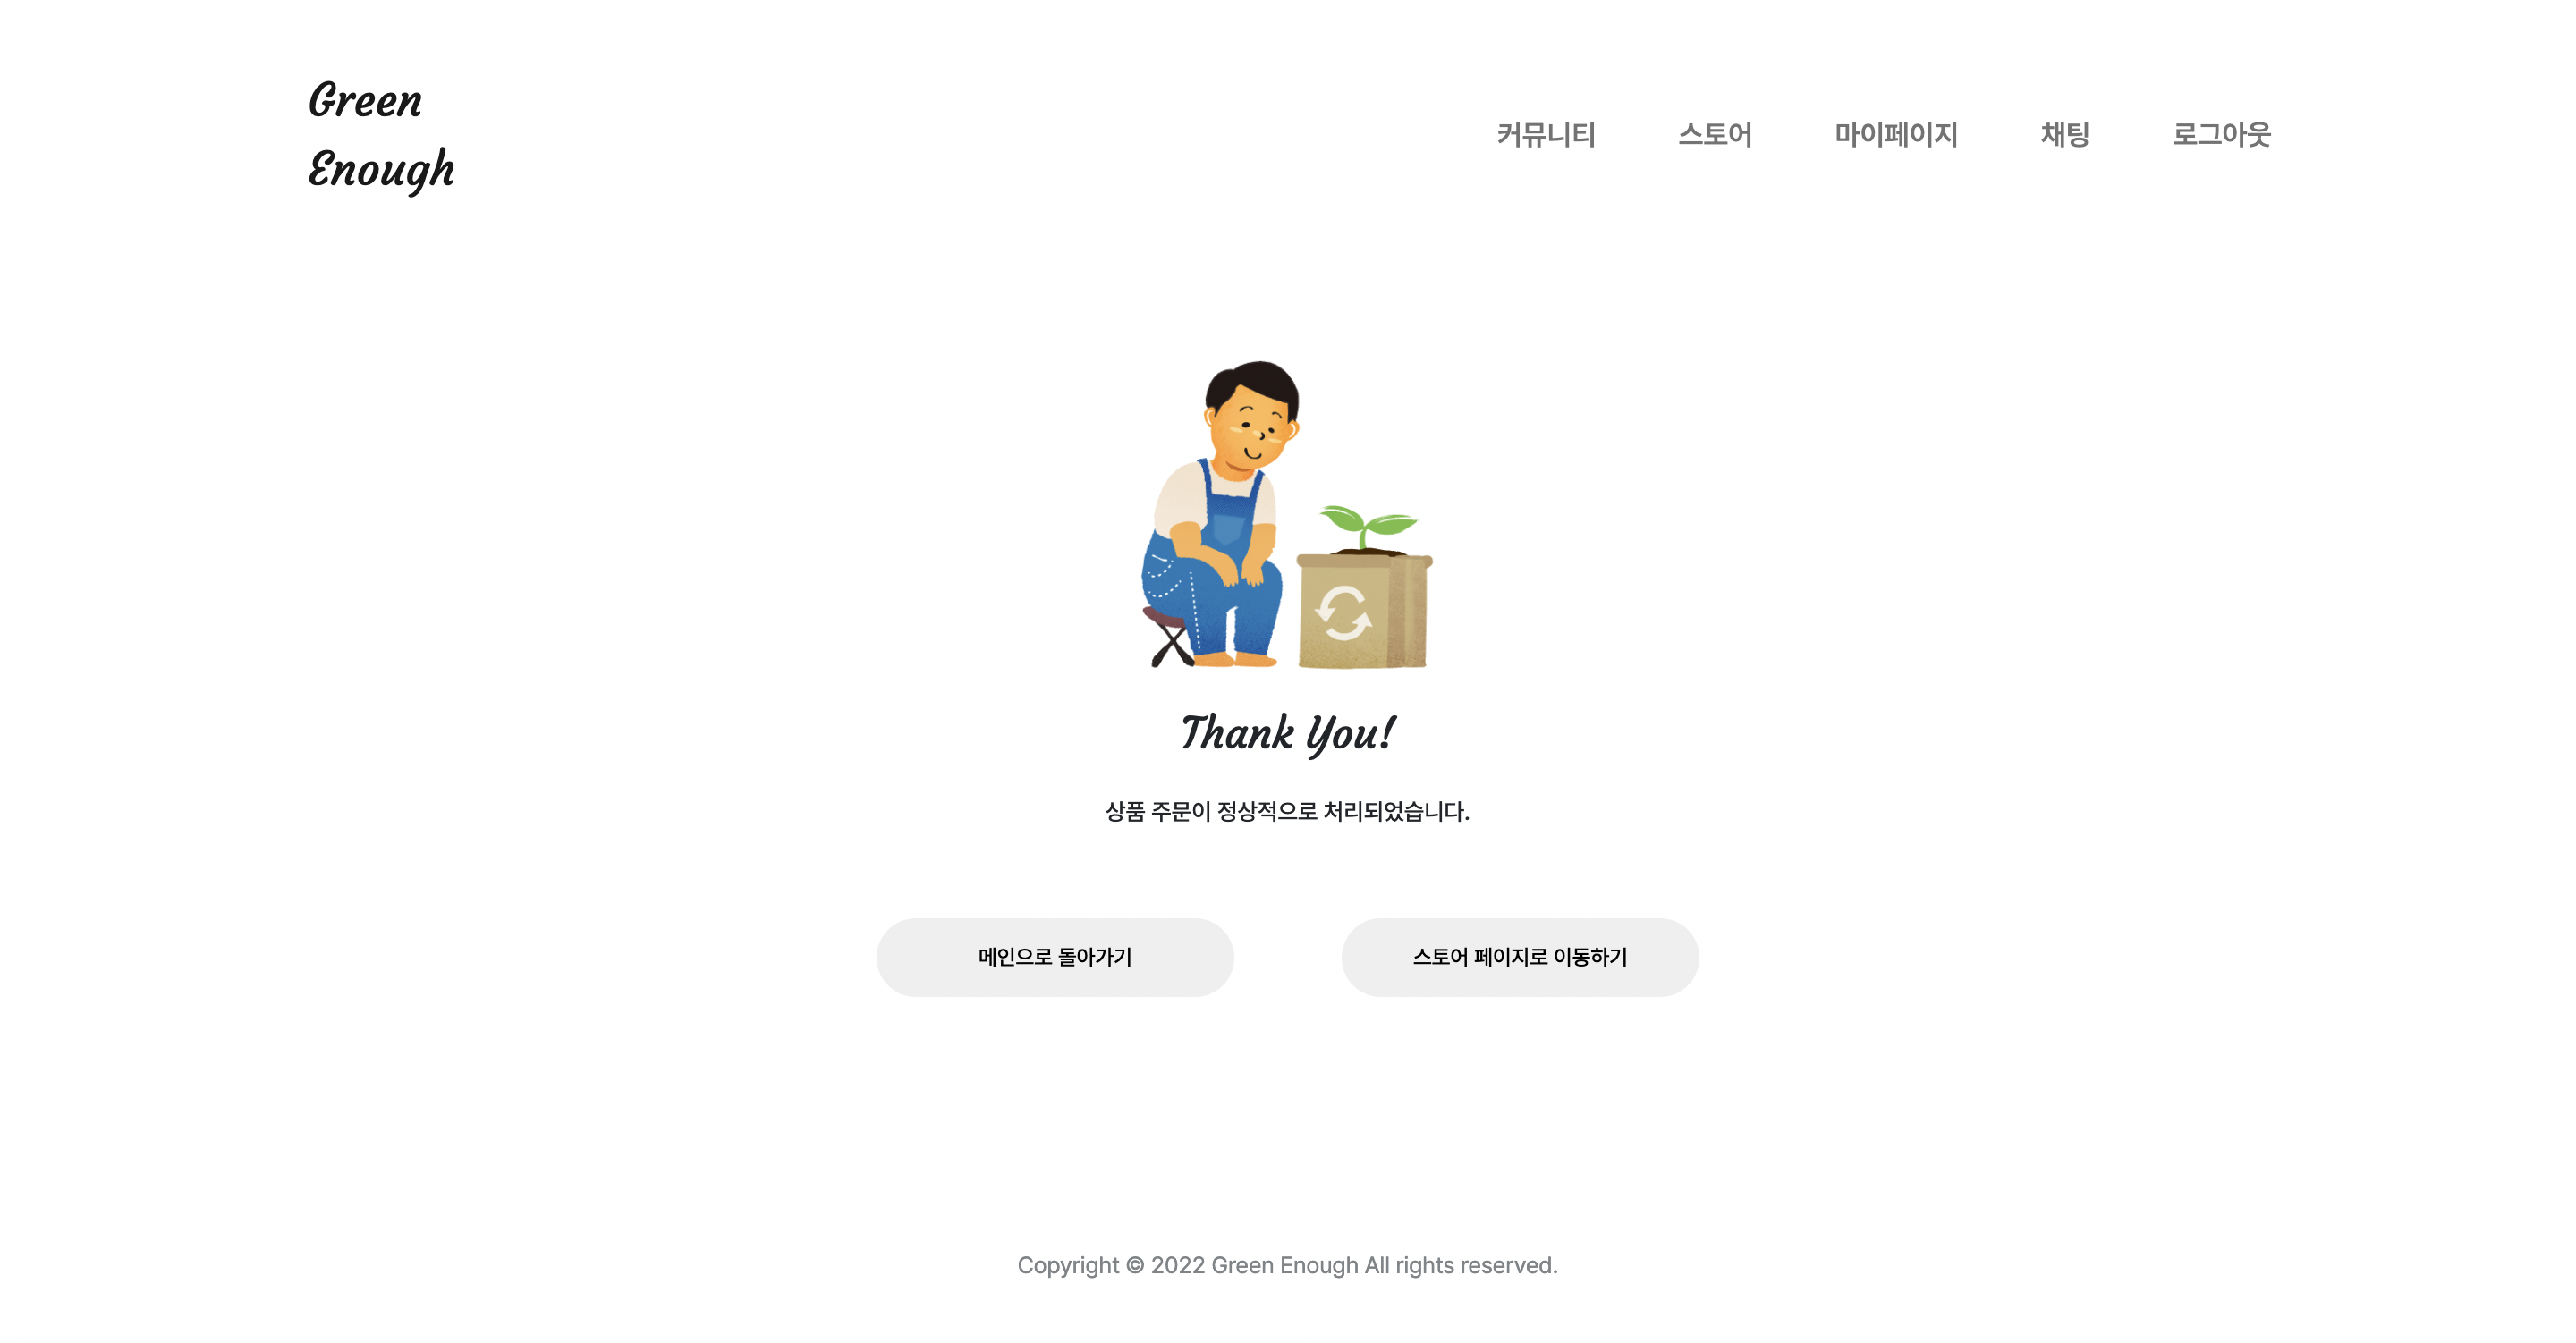 Green
Enough
커뮤니티 스토어 마이페이지 채팅 로그아웃
Thank You!
상품 주문이 정상적으로 처리되었습니다.
메인으로 돌아가기 스토어 페이지로 이동하기
Copyright © 2022 Green Enough All rights reserved.